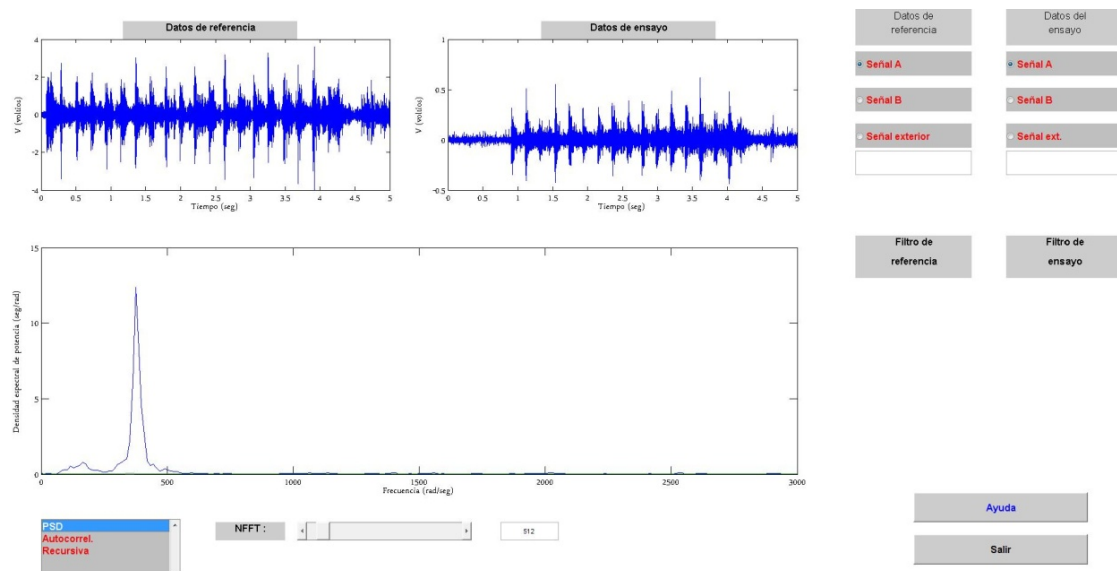 Datos de referencia
4
2
0
-2
-4
V (voltios)
0 0.5 1 1.5 2 2.5 3 3.5 4 4.5 5
Tiempo (seg)
Datos de ensayo
1
0.5
0
-0.5
V (voltios)
0 0.5 1 1.5 2 2.5 3 3.5 4 4.5 5
Tiempo (seg)
Datos de
referencia
Señal A
Señal B
Señal exterior
Datos del
ensayo
Señal A
Señal B
Señal ext.
Filtro de
referencia
Filtro de
ensayo
15
10
5
0
Densidad espectral de potencia (seg/rad)
0 500 1000 1500 2000 2500 3000
Frecuencia (rad/seg)
PSD
Autocorrel.
Recursiva
NFFT :
512
Ayuda
Salir